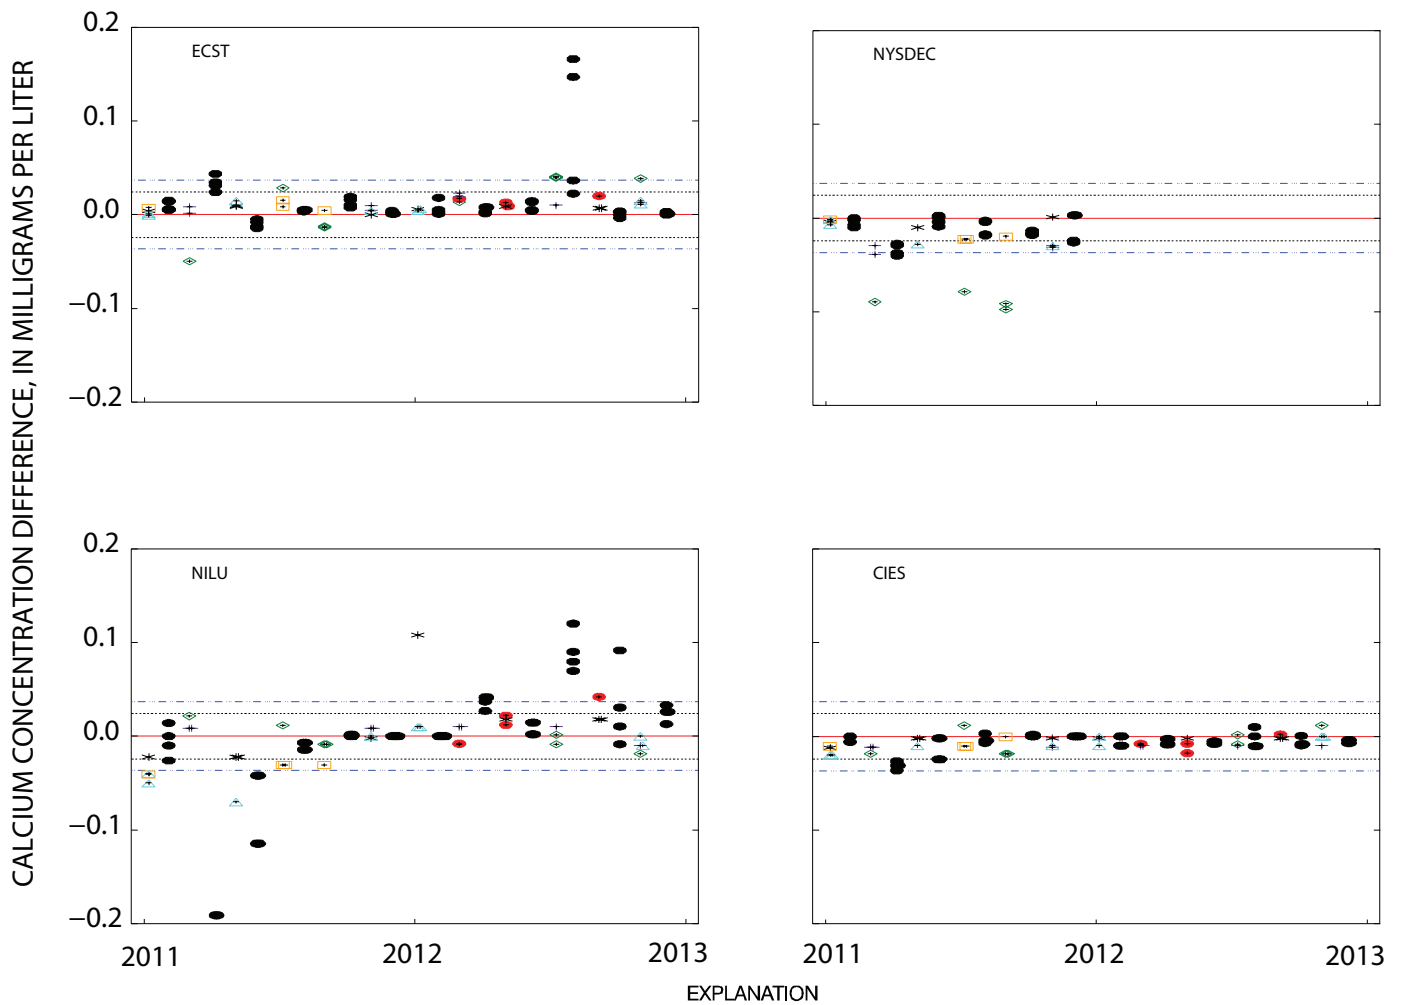 CALCIUM CONCENTRATION DIFFERENCE, IN MILLIGRAMS PER LITER
ECST
0.2
0.1
0.0
−0.1
−0.2
NYSDEC
NILU
0.2
0.1
0.0
−0.1
−0.2
CIES
2011
2012
2013
2011
2012
2013
EXPLANATION